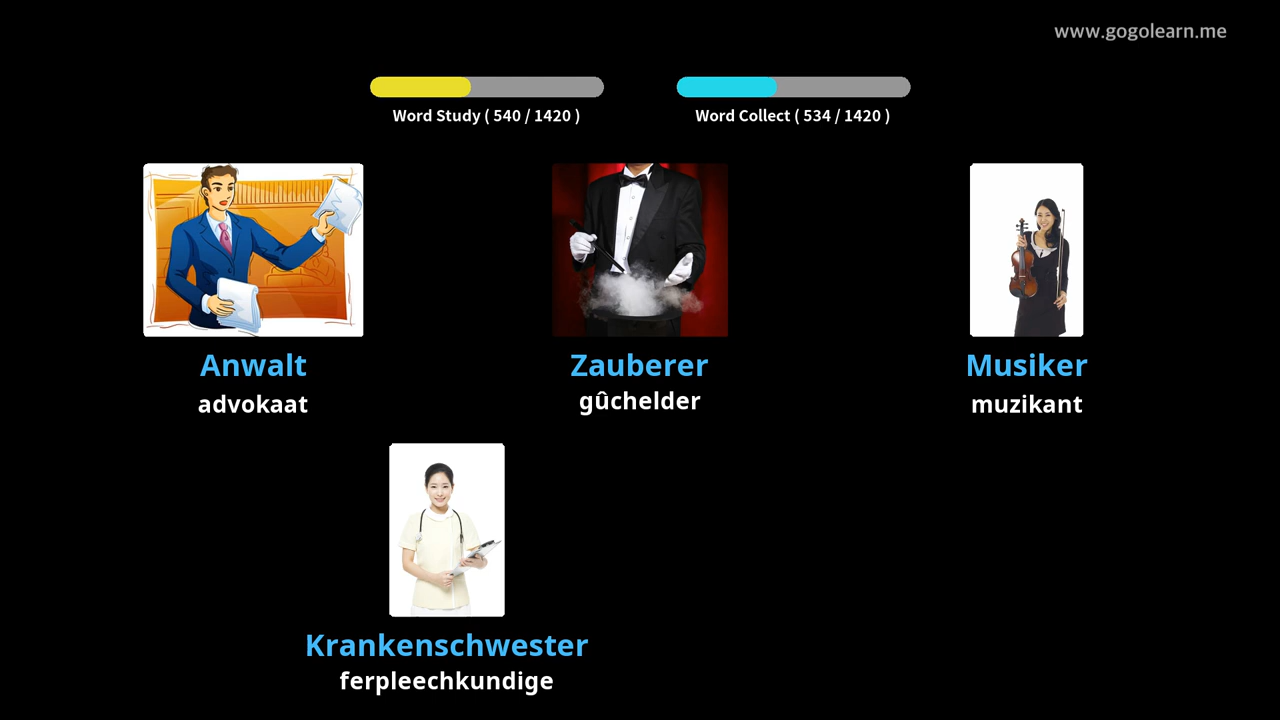 www.gogolearn.me
Word Study ( 540 / 1420 )
Word Collect ( 534 / 1420 )
Anwalt
advokaat
Zauberer
gûchelder
Musiker
muzikant
Krankenschwester
ferpleechkundige